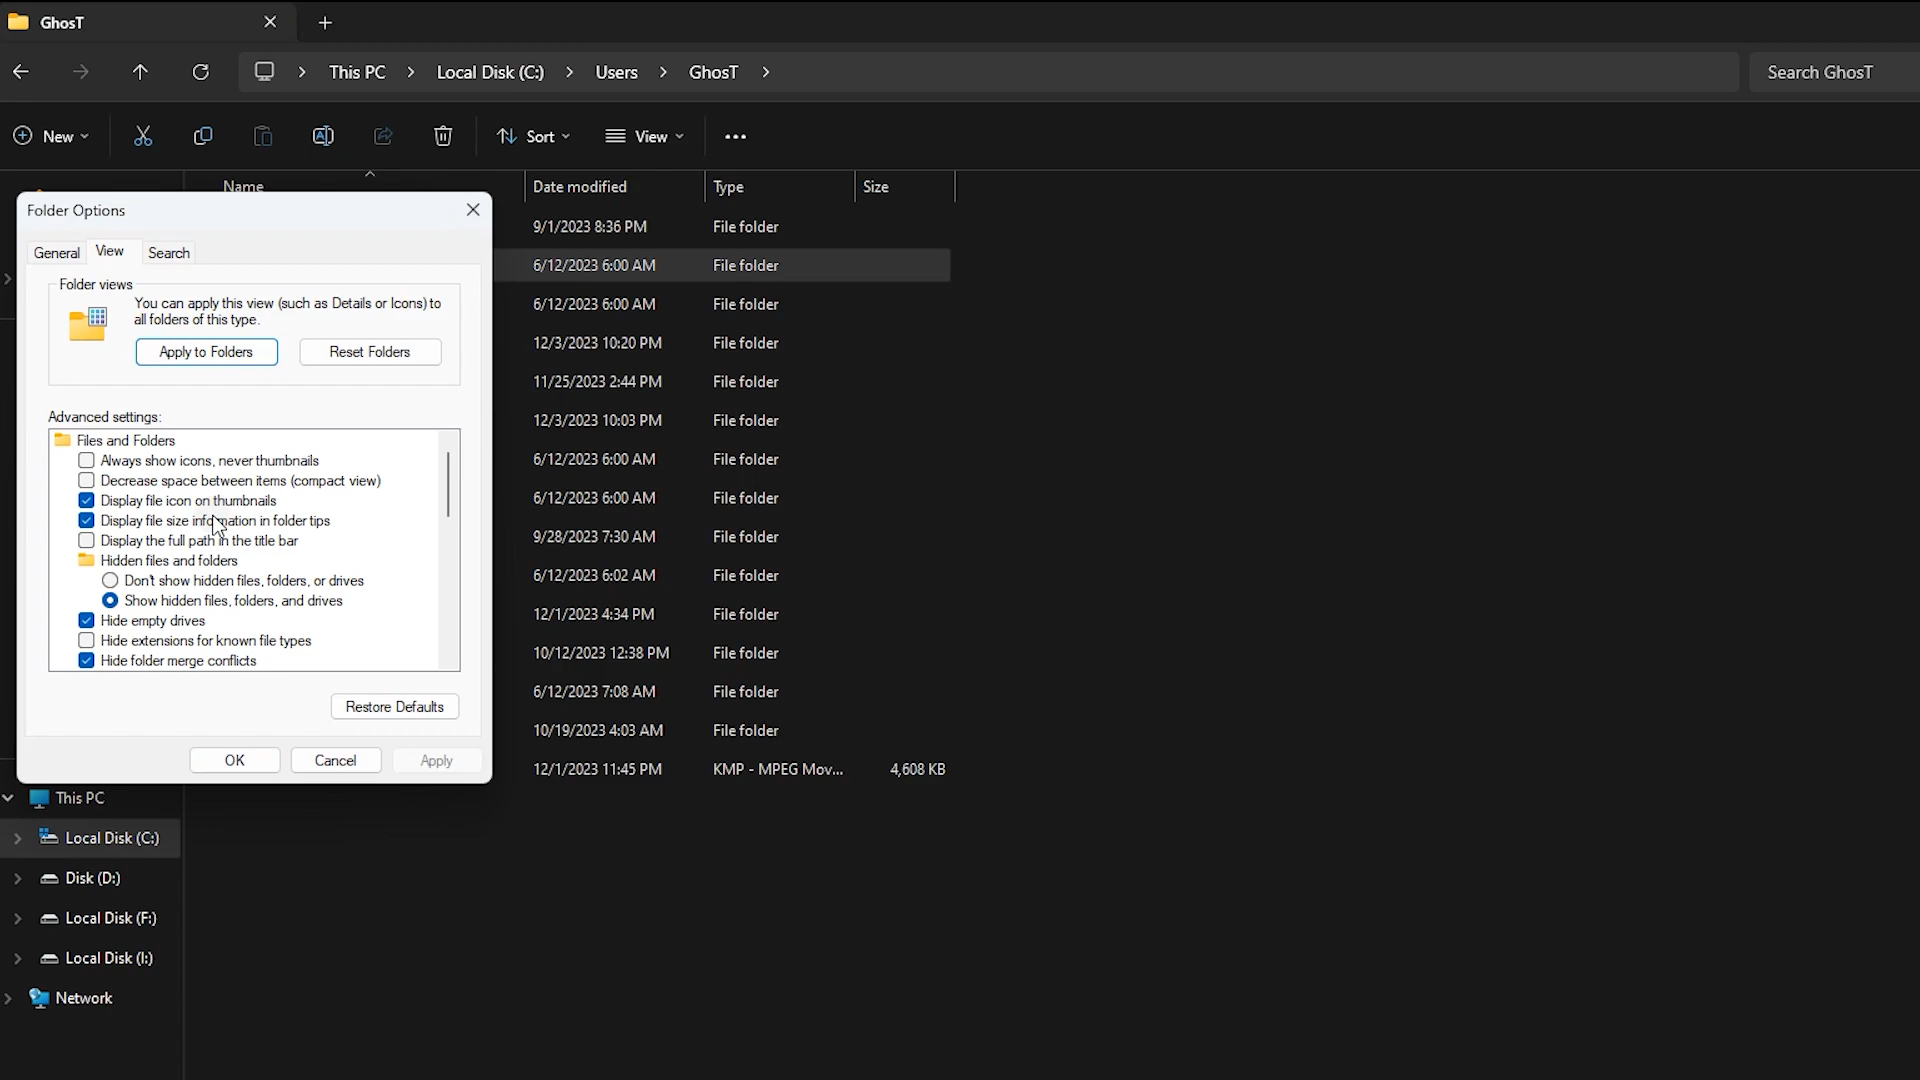 GhosT
This PC > Local Disk (C:) > Users > GhosT >
Search GhosT
New
Sort
View
Name
Date modified
Type
Size
Folder Options
General
View
Search
Folder views
You can apply this view (such as Details or Icons) to
all folders of this type.
Apply to Folders
Reset Folders
Advanced settings:
Files and Folders
Always show icons, never thumbnails
Decrease space between items (compact view)
Display file icon on thumbnails
Display file size information in folder tips
Display the full path in the title bar
Hidden files and folders
Don't show hidden files, folders, or drives
Show hidden files, folders, and drives
Hide empty drives
Hide extensions for known file types
Hide folder merge conflicts
Restore Defaults
OK
Cancel
Apply
9/1/2023 8:36 PM File folder
6/12/2023 6:00 AM File folder
6/12/2023 6:00 AM File folder
12/3/2023 10:20 PM File folder
11/25/2023 2:44 PM File folder
12/3/2023 10:03 PM File folder
6/12/2023 6:00 AM File folder
6/12/2023 6:00 AM File folder
9/28/2023 7:30 AM File folder
6/12/2023 6:02 AM File folder
12/1/2023 4:34 PM File folder
10/12/2023 12:38 PM File folder
6/12/2023 7:08 AM File folder
10/19/2023 4:03 AM File folder
12/1/2023 11:45 PM KMP - MPEG Mov... 4,608 KB
This PC
Local Disk (C:)
Disk (D:)
Local Disk (F:)
Local Disk (I:)
Network